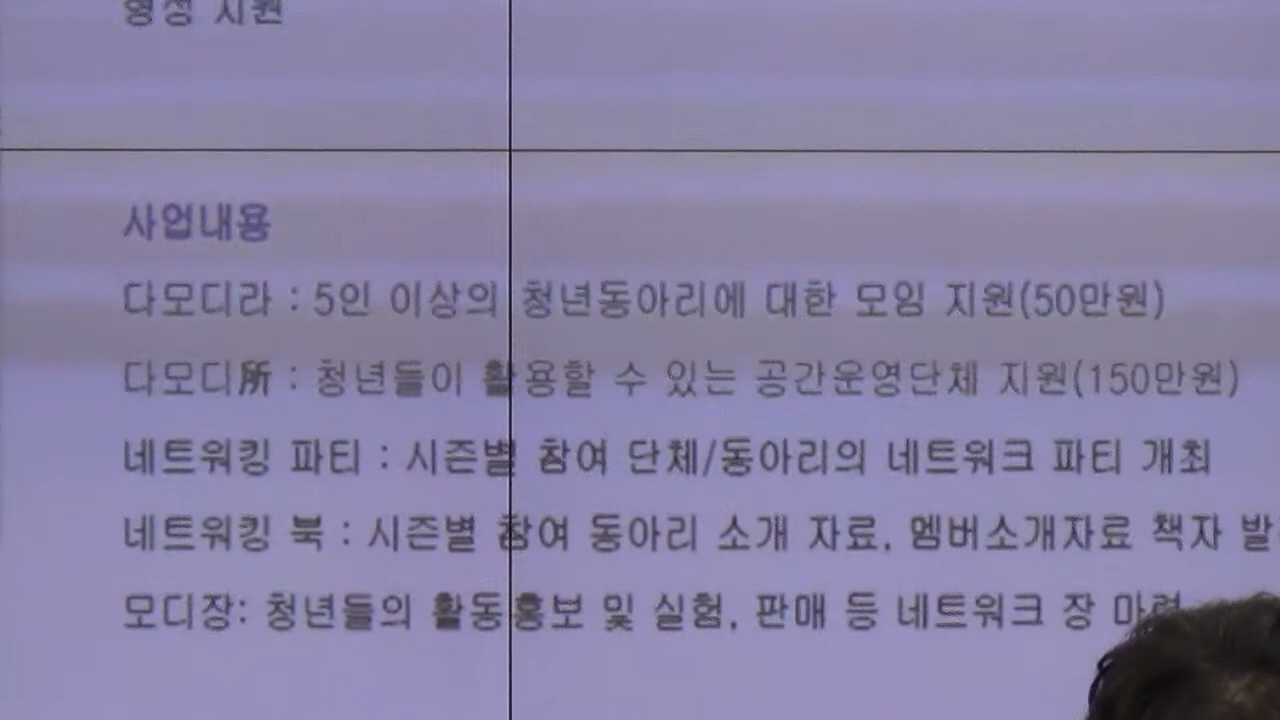 형성 지원
사업내용
다모디라 : 5인 이상의 청년동아리에 대한 모임 지원(50만원)
다모디所 : 청년들이 활용할 수 있는 공간운영단체 지원(150만원)
네트워킹 파티 : 시즌별 참여 단체/동아리의 네트워크 파티 개최
네트워킹 북 : 시즌별 참여 동아리 소개 자료, 멤버소개자료 책자
모디장: 청년들의 활동홍보 및 실험, 판매 등 네트워크 장 마련